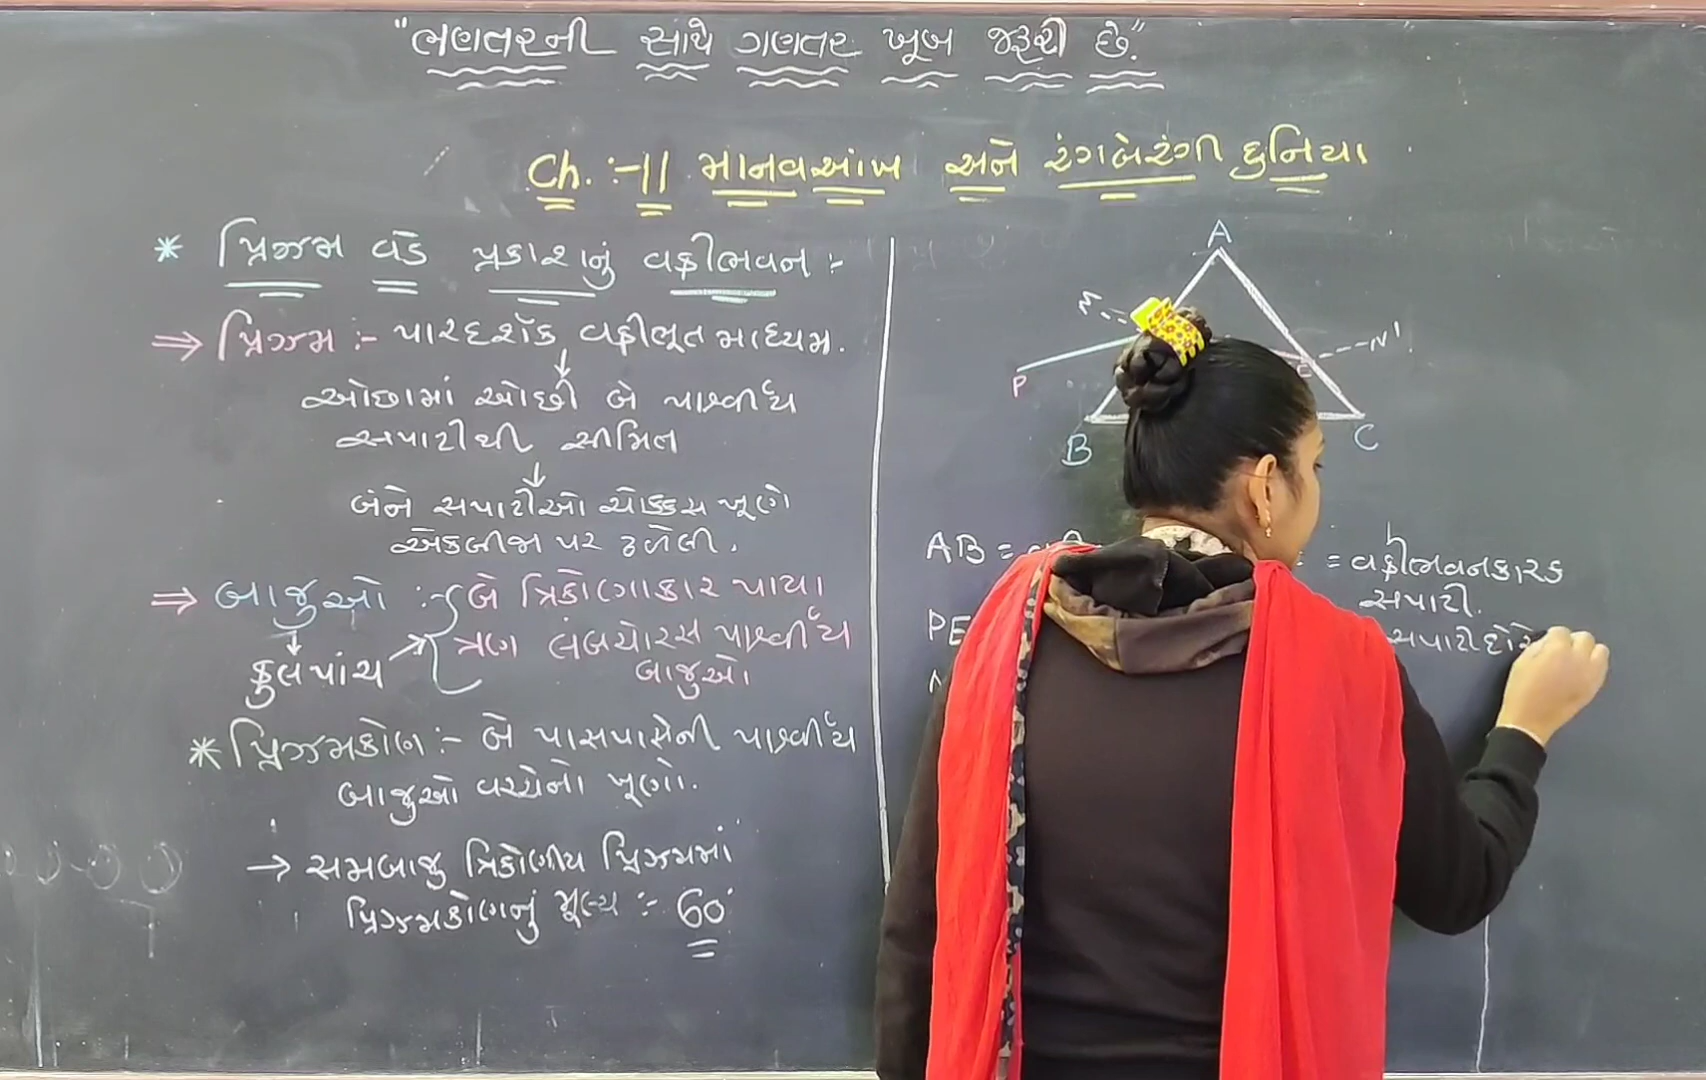 "ભણતરની સાથે ગણતર ખૂબ જરૂરી છે."
Ch. :-11 માનવઆંખ અને રંગબેરંગી દુનિયા
* પ્રિઝમ વડે પ્રકાશનું વક્રીભવન :-
⇒ પ્રિઝમ :- પારદર્શક વક્રીભૂત માધ્યમ.
↓
ઓછામાં ઓછી બે પાર્શ્વીય
સપાટીથી સીમિત
↓
બંને સપાટીઓ ચોક્કસ ખૂણે
એકબીજા પર ઢળેલી.
⇒ બાજુઓ :-{ બે ત્રિકોણાકાર પાયા
ત્રણ લંબચોરસ પાર્શ્વીય
બાજુઓ
↓
કુલ પાંચ ↗
* પ્રિઝમકોણ :- બે પાસપાસેની પાર્શ્વીય
બાજુઓ વચ્ચેનો ખૂણો.
→ સમબાજુ ત્રિકોણીય પ્રિઝમમાં
પ્રિઝમકોણનું મૂલ્ય :- 60°
A
N'
P
B
C
AB =
= વક્રીભવનકારક
સપાટી.
PE
સપાટી